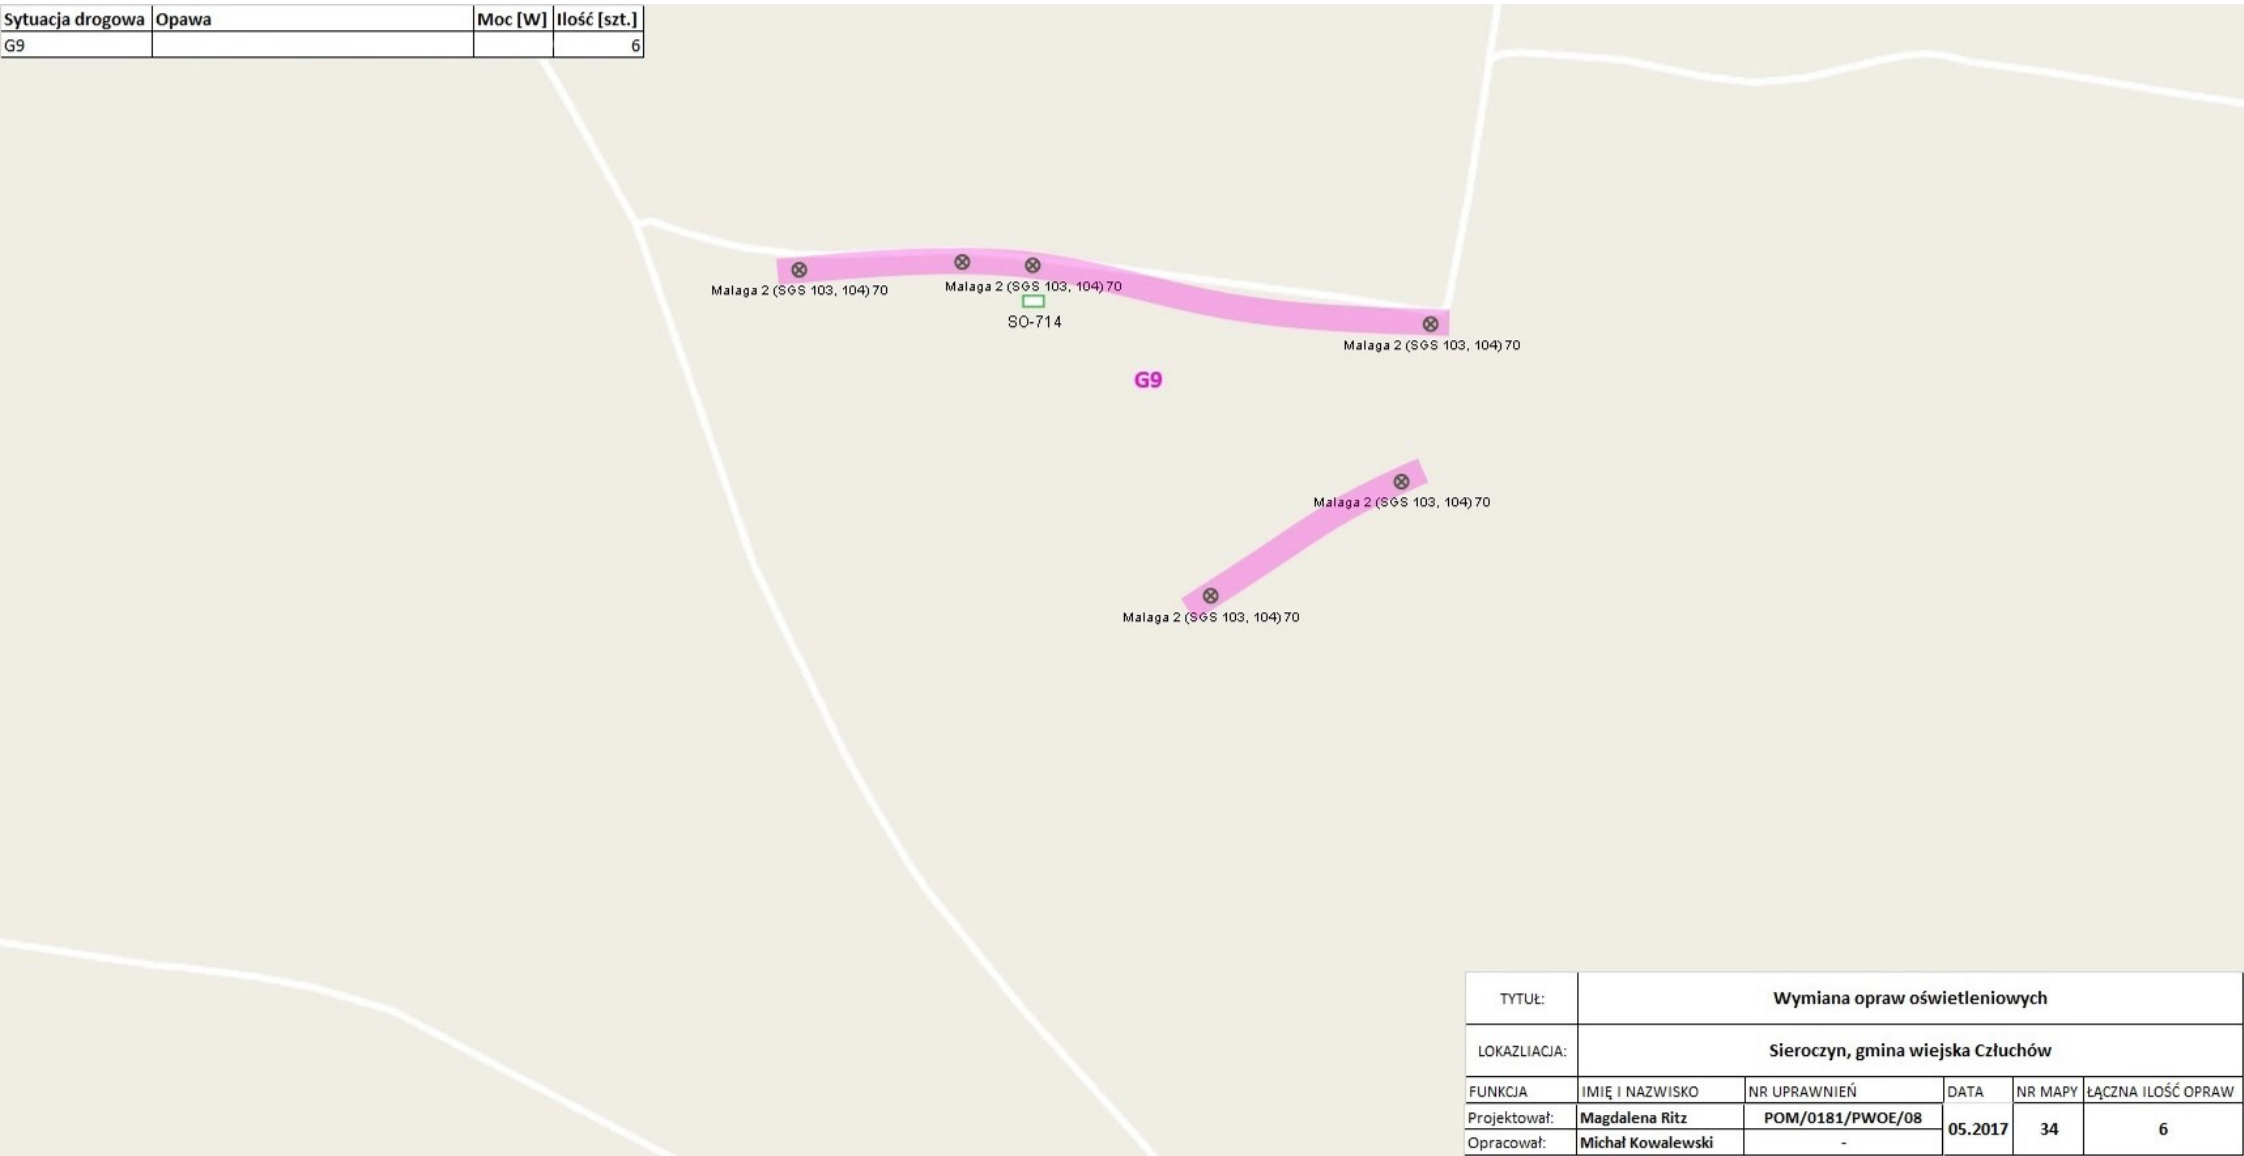 Sytuacja drogowa Opawa Moc [W] Ilość [szt.]
G9 6
Malaga 2 (SGS 103, 104) 70
Malaga 2 (SGS 103, 104) 70
SO-714
Malaga 2 (SGS 103, 104) 70
G9
Malaga 2 (SGS 103, 104) 70
Malaga 2 (SGS 103, 104) 70
TYTUŁ: Wymiana opraw oświetleniowych
LOKAZLIACJA: Sieroczyn, gmina wiejska Człuchów
FUNKCJA IMIĘ I NAZWISKO NR UPRAWNIEŃ DATA NR MAPY ŁĄCZNA ILOŚĆ OPRAW
Projektował: Magdalena Ritz POM/0181/PWOE/08 05.2017 34 6
Opracował: Michał Kowalewski -